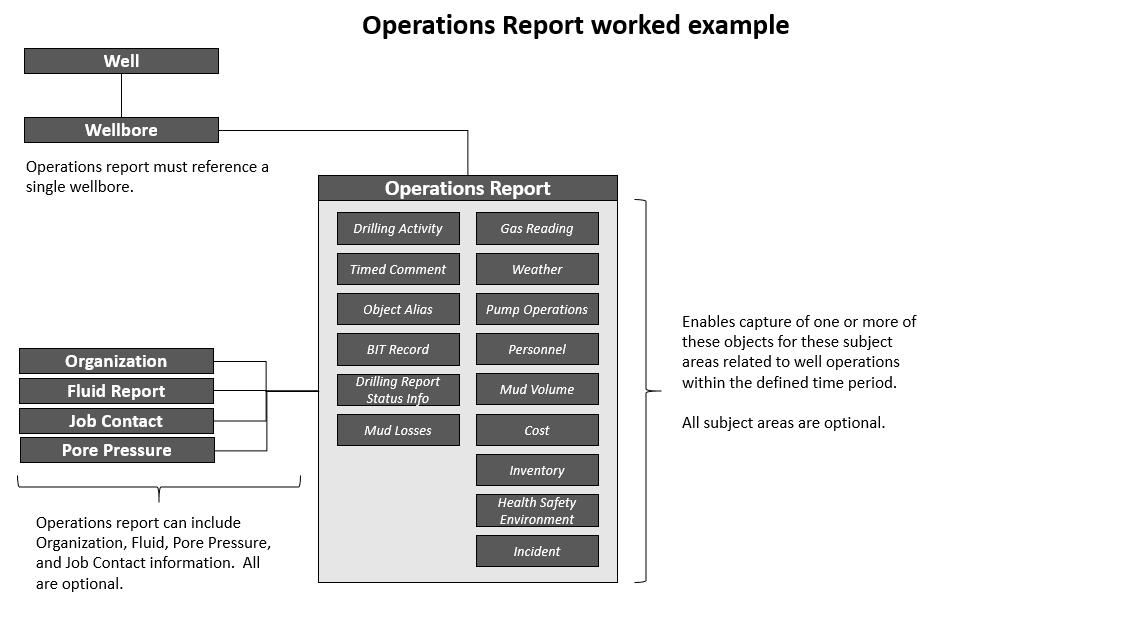 Operations Report worked example
Well
Wellbore
Operations report must reference a
single wellbore.
Operations Report
Drilling Activity
Gas Reading
Timed Comment
Weather
Object Alias
Pump Operations
BIT Record
Personnel
Drilling Report
Status Info
Mud Volume
Mud Losses
Cost
Inventory
Health Safety
Environment
Incident
Organization
Fluid Report
Job Contact
Pore Pressure
Operations report can include
Organization, Fluid, Pore Pressure,
and Job Contact information.  All
are optional.
Enables capture of one or more of
these objects for these subject
areas related to well operations
within the defined time period.
All subject areas are optional.